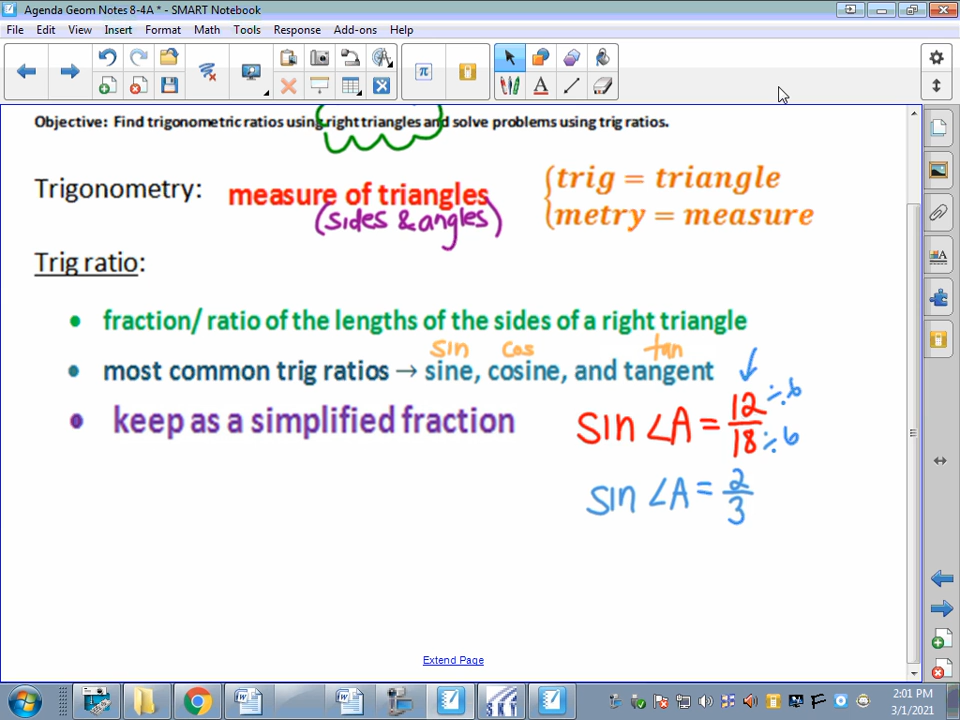 Agenda Geom Notes 8-4A * - SMART Notebook
File Edit View Insert Format Math Tools Response Add-ons Help
Objective: Find trigonometric ratios using right triangles and solve problems using trig ratios.
Trigonometry: measure of triangles
(sides & angles)
{trig = triangle
{metry = measure
Trig ratio:
• fraction/ ratio of the lengths of the sides of a right triangle
sin cos tan
• most common trig ratios → sine, cosine, and tangent
• keep as a simplified fraction
sin ∠A = 12/18 ÷6 ÷6
sin ∠A = 2/3
Extend Page
2:01 PM
3/1/2021